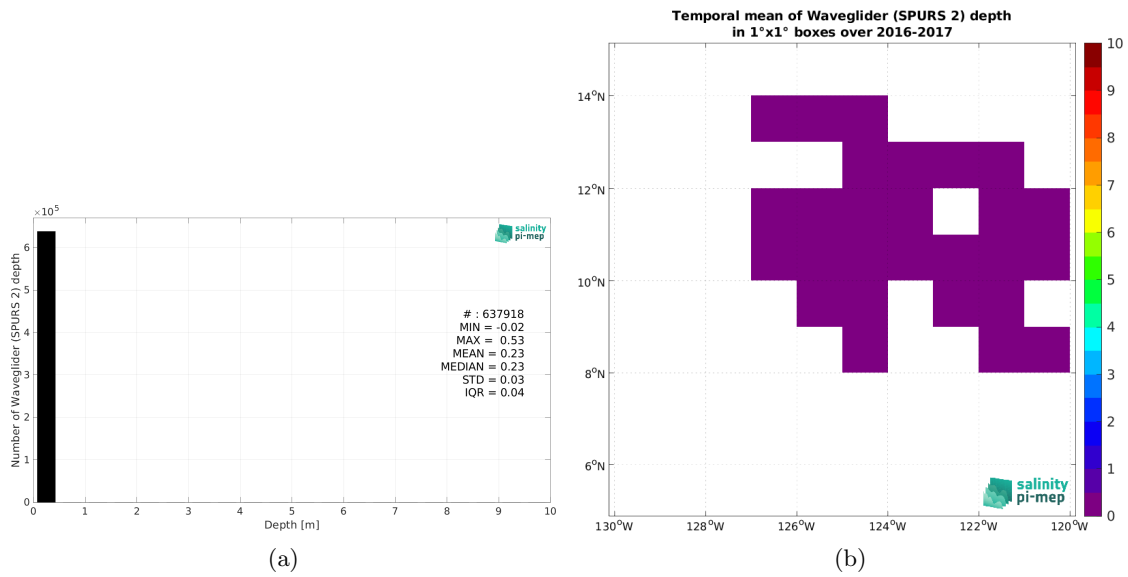 ×10⁵
6
5
4
3
2
1
0
Number of Waveglider (SPURS 2) depth
salinity
pi-mep
# : 637918
MIN = -0.02
MAX = 0.53
MEAN = 0.23
MEDIAN = 0.23
STD = 0.03
IQR = 0.04
0 1 2 3 4 5 6 7 8 9 10
Depth [m]
(a)
Temporal mean of Waveglider (SPURS 2) depth
in 1°x1° boxes over 2016-2017
14°N
12°N
10°N
8°N
6°N
130°W 128°W 126°W 124°W 122°W 120°W
salinity
pi-mep
10
9
8
7
6
5
4
3
2
1
0
(b)